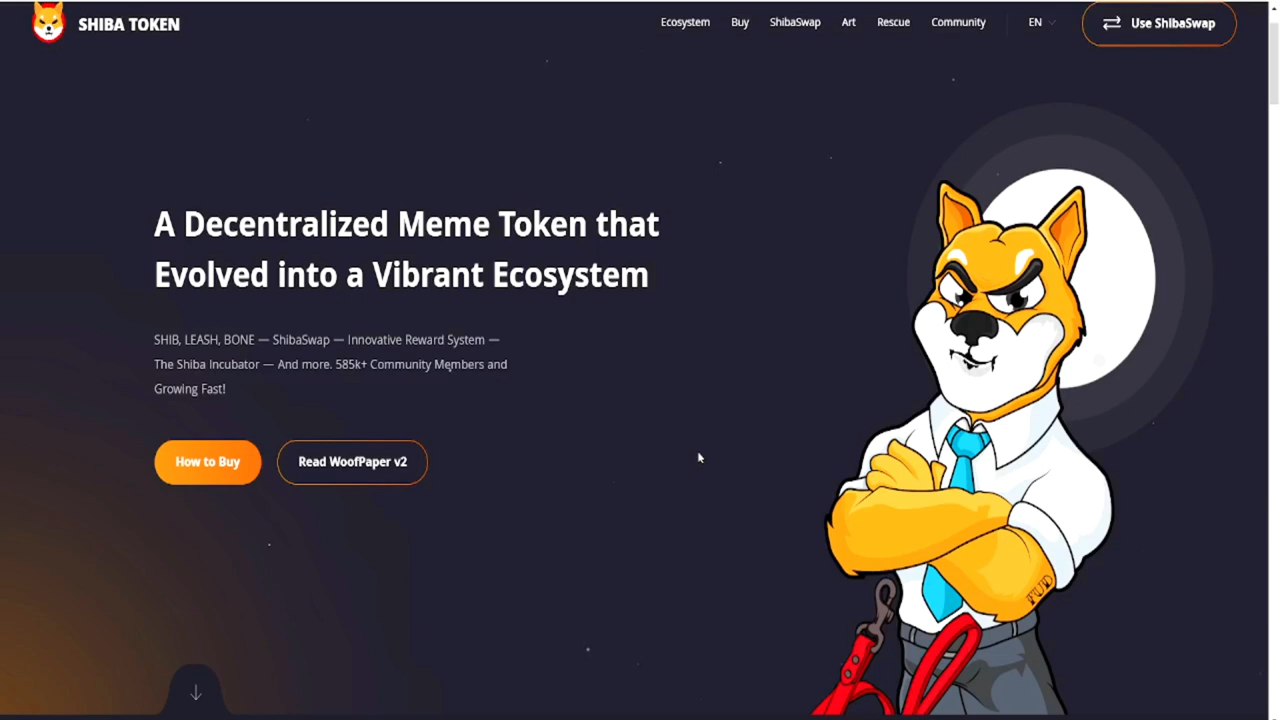 SHIBA TOKEN
Ecosystem
Buy
ShibaSwap
Art
Rescue
Community
EN
Use ShibaSwap
A Decentralized Meme Token that
Evolved into a Vibrant Ecosystem
SHIB, LEASH, BONE — ShibaSwap — Innovative Reward System —
The Shiba Incubator — And more. 585k+ Community Members and
Growing Fast!
How to Buy
Read WoofPaper v2